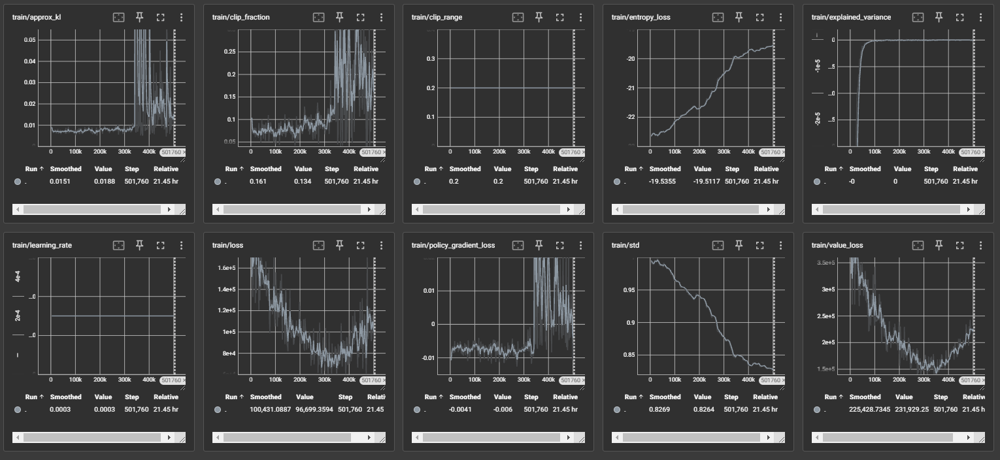 train/approx_kl
0.05
0.04
0.03
0.02
0.01
0 100k 200k 300k 400k 501760 ×
Run ↑ Smoothed Value Step Relative
. 0.0151 0.0188 501,760 21.45 hr
train/clip_fraction
0.25
0.2
0.15
0.1
0.05
0 100k 200k 300k 400k 501760 ×
Run ↑ Smoothed Value Step Relative
. 0.161 0.134 501,760 21.45 hr
train/clip_range
0.3
0.2
0.1
0 100k 200k 300k 400k 501760 ×
Run ↑ Smoothed Value Step Relative
. 0.2 0.2 501,760 21.45 hr
train/entropy_loss
-20
-21
-22
0 100k 200k 300k 400k 501760 ×
Run ↑ Smoothed Value Step Relative
. -19.5355 -19.5117 501,760 21.45 hr
train/explained_variance
0
-1e-5
...5
...0
-2e-5
...5
0 100k 200k 300k 400k 501760 ×
Run ↑ Smoothed Value Step Relative
. -0 0 501,760 21.45 hr
train/learning_rate
4e-4
...0
2e-4
...0
0 100k 200k 300k 400k 501760 ×
Run ↑ Smoothed Value Step Relative
. 0.0003 0.0003 501,760 21.45 hr
train/loss
1.6e+5
1.4e+5
1.2e+5
1e+5
8e+4
0 100k 200k 300k 400k 501760 ×
Run ↑ Smoothed Value Step Relati
. 100,431.0887 96,699.3594 501,760 21.45
train/policy_gradient_loss
0.01
0
-0.01
0 100k 200k 300k 400k 501760 ×
Run ↑ Smoothed Value Step Relative
. -0.0041 -0.006 501,760 21.45 hr
train/std
0.95
0.9
0.85
0 100k 200k 300k 400k 501760 ×
Run ↑ Smoothed Value Step Relative
. 0.8269 0.8264 501,760 21.45 hr
train/value_loss
3.5e+5
3e+5
2.5e+5
2e+5
1.5e+5
0 100k 200k 300k 400k 501760 ×
Run ↑ Smoothed Value Step Relative
. 225,428.7345 231,929.25 501,760 21.45 h